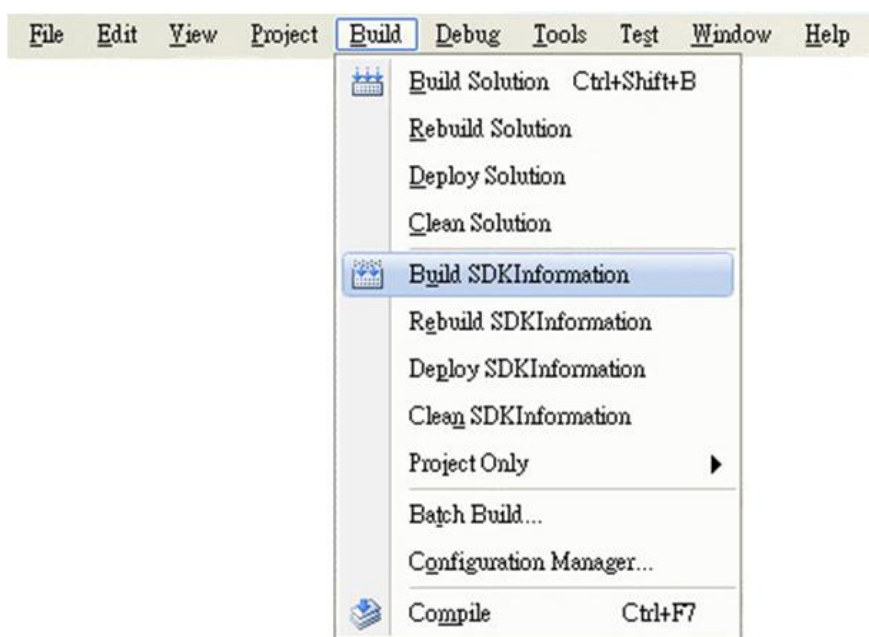 File Edit View Project Build Debug Tools Test Window Help
Build Solution Ctrl+Shift+B
Rebuild Solution
Deploy Solution
Clean Solution
Build SDKInformation
Rebuild SDKInformation
Deploy SDKInformation
Clean SDKInformation
Project Only
Batch Build...
Configuration Manager...
Compile Ctrl+F7